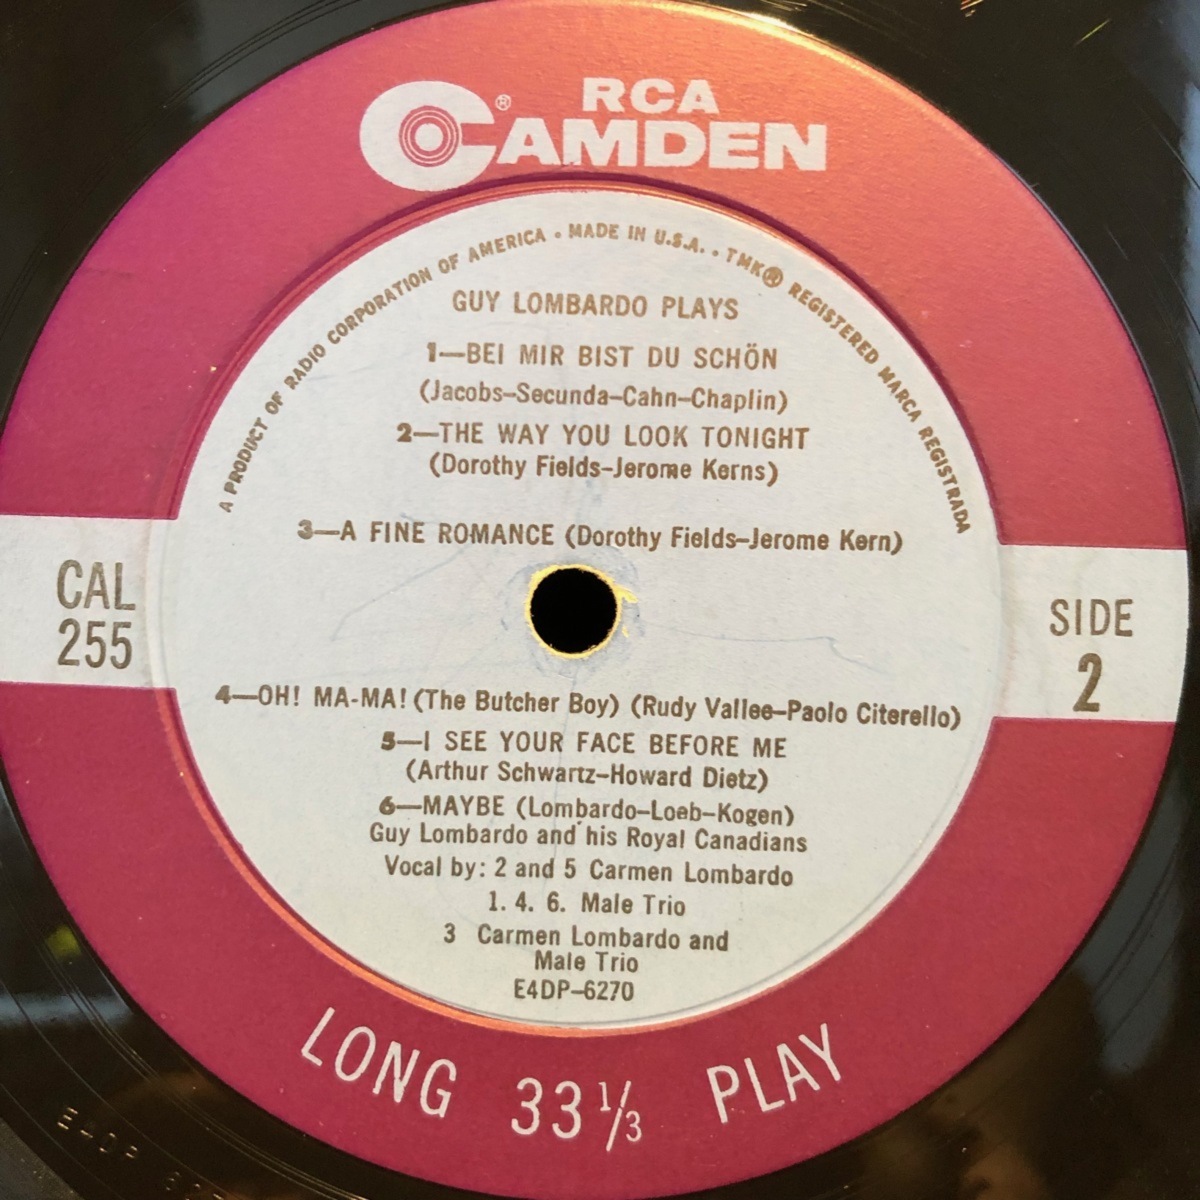 RCA
CAMDEN®
A PRODUCT OF RADIO CORPORATION OF AMERICA • MADE IN U.S.A. • TMK® REGISTERED MARCA REGISTRADA
GUY LOMBARDO PLAYS
1—BEI MIR BIST DU SCHÖN
(Jacobs–Secunda–Cahn–Chaplin)
2—THE WAY YOU LOOK TONIGHT
(Dorothy Fields–Jerome Kerns)
3—A FINE ROMANCE (Dorothy Fields–Jerome Kern)
CAL
255
SIDE
2
4—OH! MA-MA! (The Butcher Boy) (Rudy Vallee–Paolo Citerello)
5—I SEE YOUR FACE BEFORE ME
(Arthur Schwartz–Howard Dietz)
6—MAYBE (Lombardo–Loeb–Kogen)
Guy Lombardo and his Royal Canadians
Vocal by: 2 and 5 Carmen Lombardo
1. 4. 6. Male Trio
3 Carmen Lombardo and
Male Trio
E4DP–6270
LONG 33 1/3 PLAY
E4DP